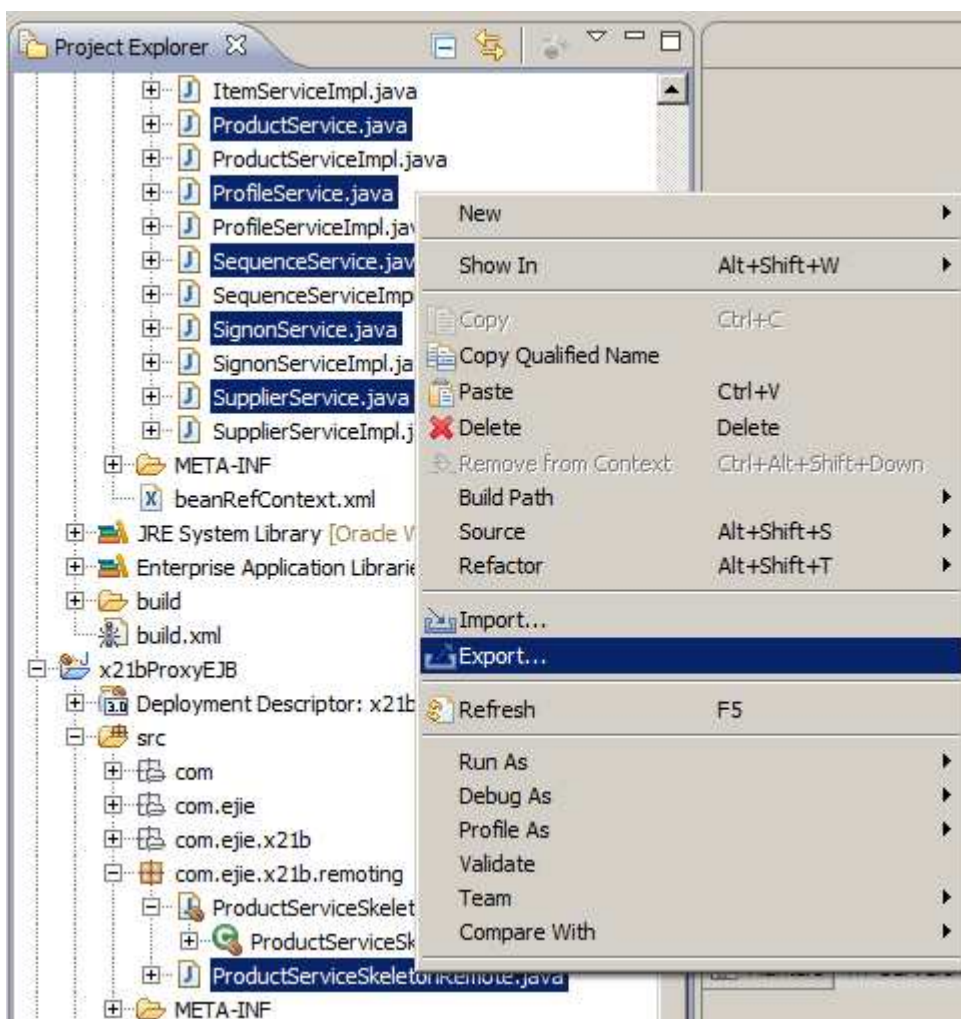 Project Explorer
ItemServiceImpl.java
ProductService.java
ProductServiceImpl.java
ProfileService.java
ProfileServiceImpl.jav
SequenceService.jav
SequenceServiceImp
SignonService.java
SignonServiceImpl.ja
SupplierService.java
SupplierServiceImpl.j
META-INF
beanRefContext.xml
JRE System Library [Oracle W
Enterprise Application Librarie
build
build.xml
x21bProxyEJB
Deployment Descriptor: x21b
src
com
com.ejie
com.ejie.x21b
com.ejie.x21b.remoting
ProductServiceSkelet
ProductServiceSk
ProductServiceSkeletonRemote.java
META-INF
New
Show In Alt+Shift+W
Copy Ctrl+C
Copy Qualified Name
Paste Ctrl+V
Delete Delete
Remove from Context Ctrl+Alt+Shift+Down
Build Path
Source Alt+Shift+S
Refactor Alt+Shift+T
Import...
Export...
Refresh F5
Run As
Debug As
Profile As
Validate
Team
Compare With